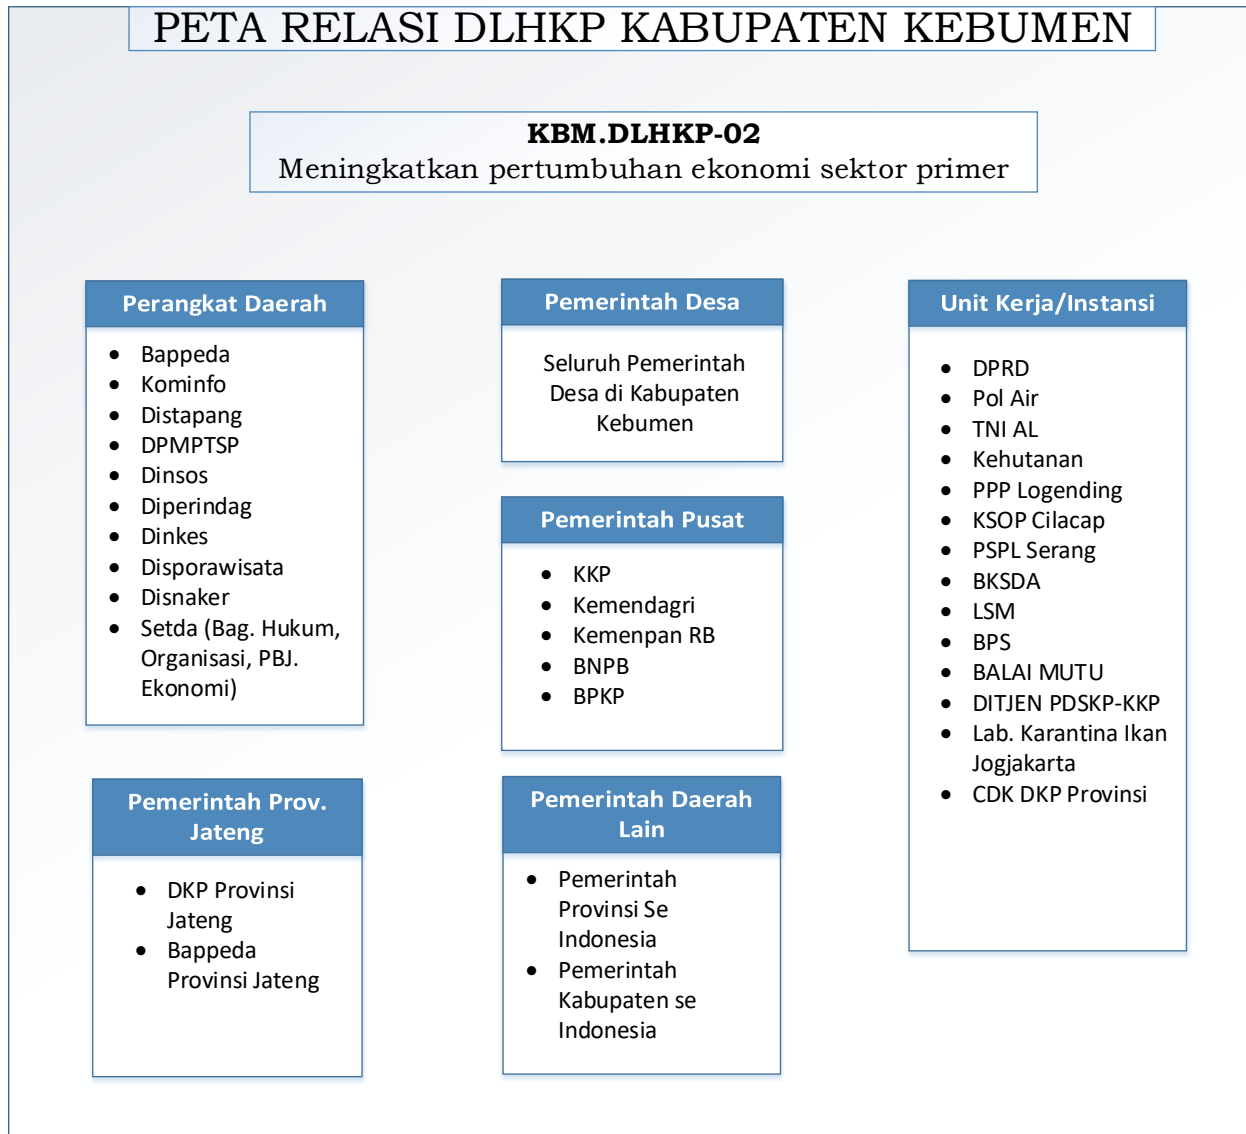 PETA RELASI DLHKP KABUPATEN KEBUMEN
KBM.DLHKP-02
Meningkatkan pertumbuhan ekonomi sektor primer
Perangkat Daerah
• Bappeda
• Kominfo
• Distapang
• DPMPTSP
• Dinsos
• Diperindag
• Dinkes
• Disporawisata
• Disnaker
• Setda (Bag. Hukum,
Organisasi, PBJ.
Ekonomi)
Pemerintah Prov.
Jateng
• DKP Provinsi
Jateng
• Bappeda
Provinsi Jateng
Pemerintah Desa
Seluruh Pemerintah
Desa di Kabupaten
Kebumen
Pemerintah Pusat
• KKP
• Kemendagri
• Kemenpan RB
• BNPB
• BPKP
Pemerintah Daerah
Lain
• Pemerintah
Provinsi Se
Indonesia
• Pemerintah
Kabupaten se
Indonesia
Unit Kerja/Instansi
• DPRD
• Pol Air
• TNI AL
• Kehutanan
• PPP Logending
• KSOP Cilacap
• PSPL Serang
• BKSDA
• LSM
• BPS
• BALAI MUTU
• DITJEN PDSKP-KKP
• Lab. Karantina Ikan
Jogjakarta
• CDK DKP Provinsi